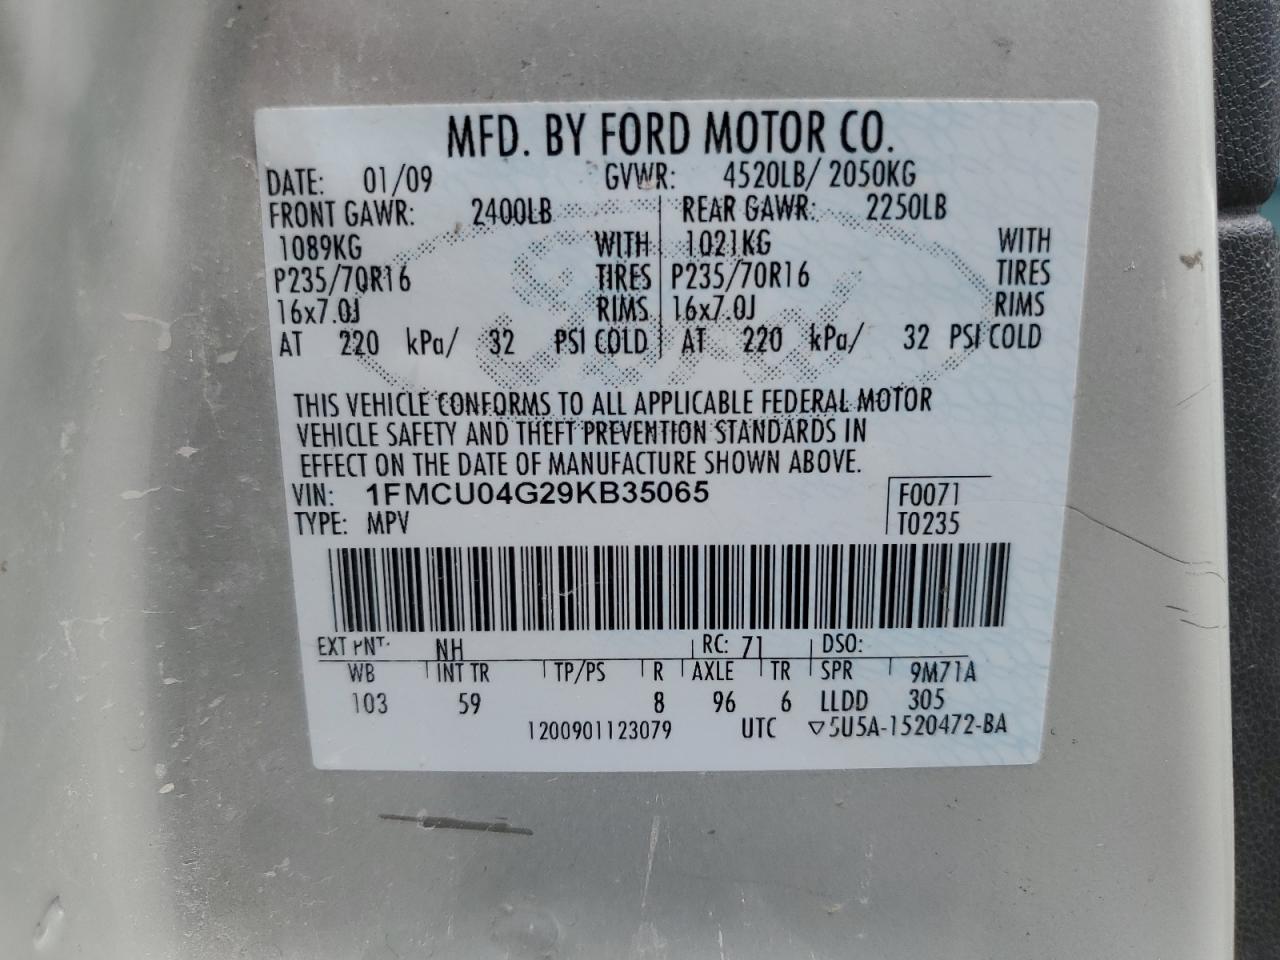 MFD. BY FORD MOTOR CO.
DATE: 01/09 GVWR: 4520LB/ 2050KG
FRONT GAWR: 2400LB REAR GAWR: 2250LB
1089KG WITH 1021KG WITH
P235/70R16 TIRES P235/70R16 TIRES
16x7.0J RIMS 16x7.0J RIMS
AT 220 kPa/ 32 PSI COLD AT 220 kPa/ 32 PSI COLD
THIS VEHICLE CONFORMS TO ALL APPLICABLE FEDERAL MOTOR
VEHICLE SAFETY AND THEFT PREVENTION STANDARDS IN
EFFECT ON THE DATE OF MANUFACTURE SHOWN ABOVE.
VIN: 1FMCU04G29KB35065 F0071
TYPE: MPV T0235
EXT PNT: NH RC: 71 DSO:
WB INT TR TP/PS R AXLE TR SPR 9M71A
103 59 8 96 6 LLDD 305
1200901123079 UTC ▽5U5A-1520472-BA